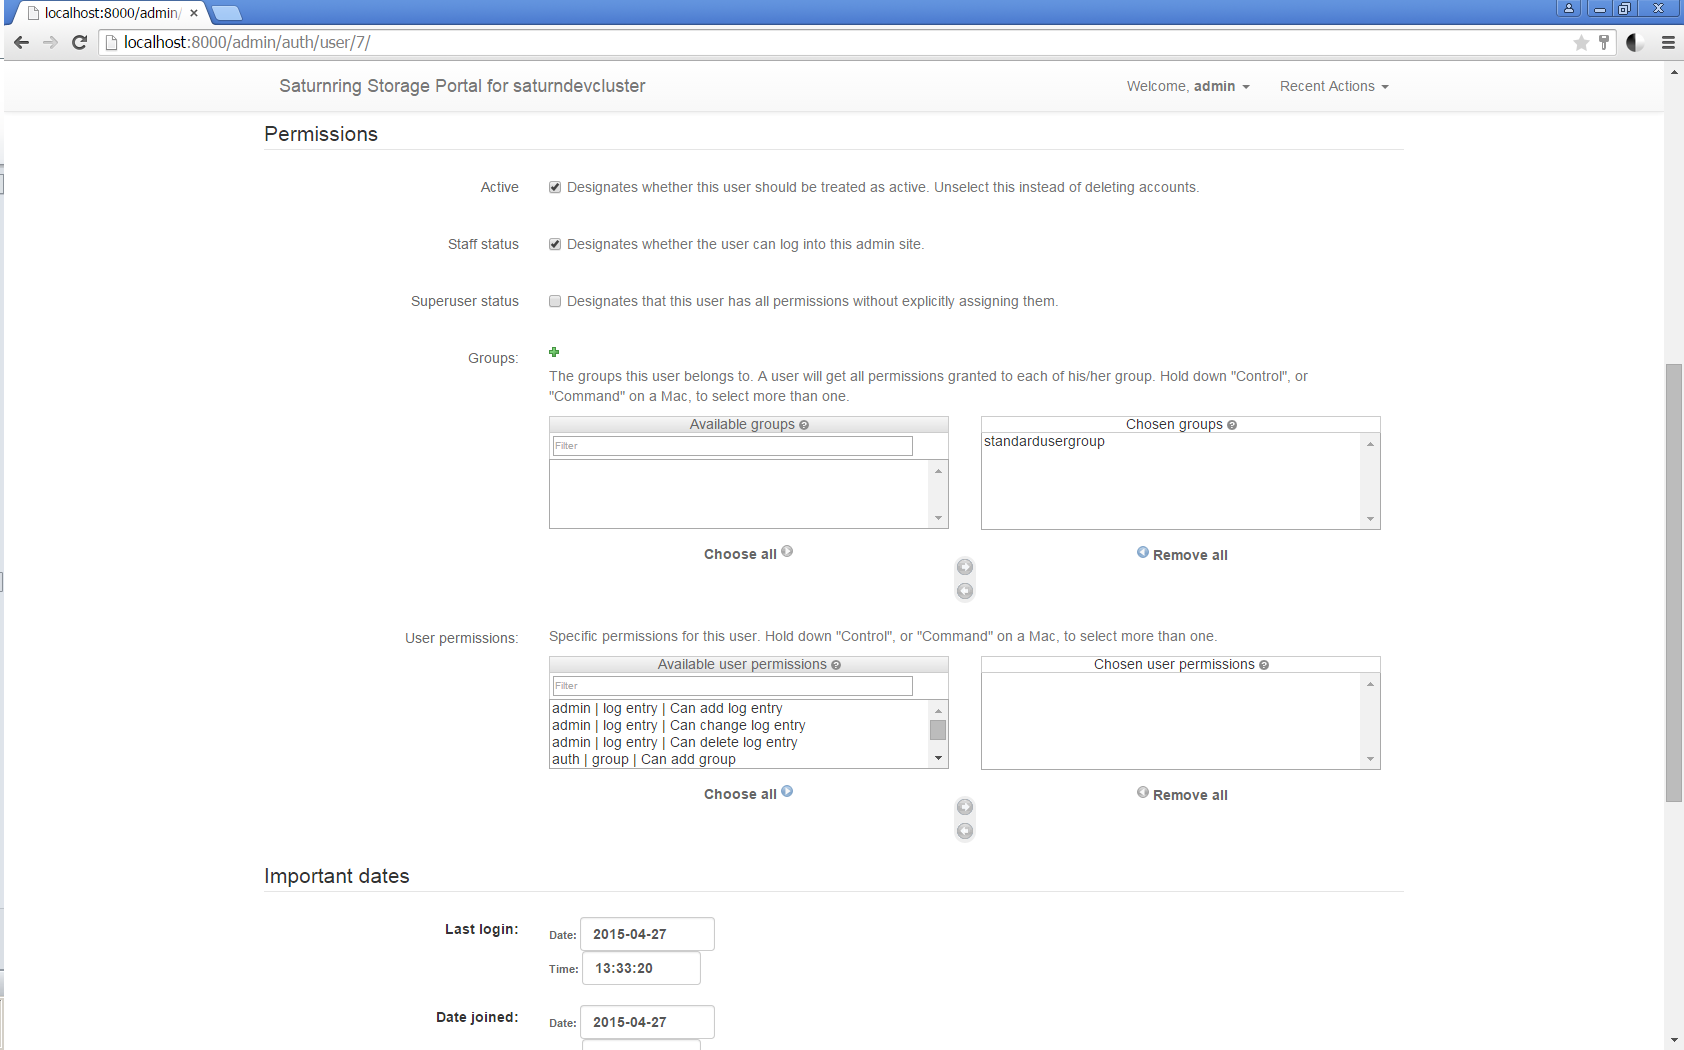 localhost:8000/admin/
localhost:8000/admin/auth/user/7/
Saturnring Storage Portal for saturndevcluster
Welcome, admin
Recent Actions
Permissions
Active
Designates whether this user should be treated as active. Unselect this instead of deleting accounts.
Staff status
Designates whether the user can log into this admin site.
Superuser status
Designates that this user has all permissions without explicitly assigning them.
Groups:
The groups this user belongs to. A user will get all permissions granted to each of his/her group. Hold down "Control", or
"Command" on a Mac, to select more than one.
Available groups ?
Filter
Choose all
Chosen groups ?
standardusergroup
Remove all
User permissions:
Specific permissions for this user. Hold down "Control", or "Command" on a Mac, to select more than one.
Available user permissions ?
Filter
admin | log entry | Can add log entry
admin | log entry | Can change log entry
admin | log entry | Can delete log entry
auth | group | Can add group
Choose all
Chosen user permissions ?
Remove all
Important dates
Last login:
Date: 2015-04-27
Time: 13:33:20
Date joined:
Date: 2015-04-27